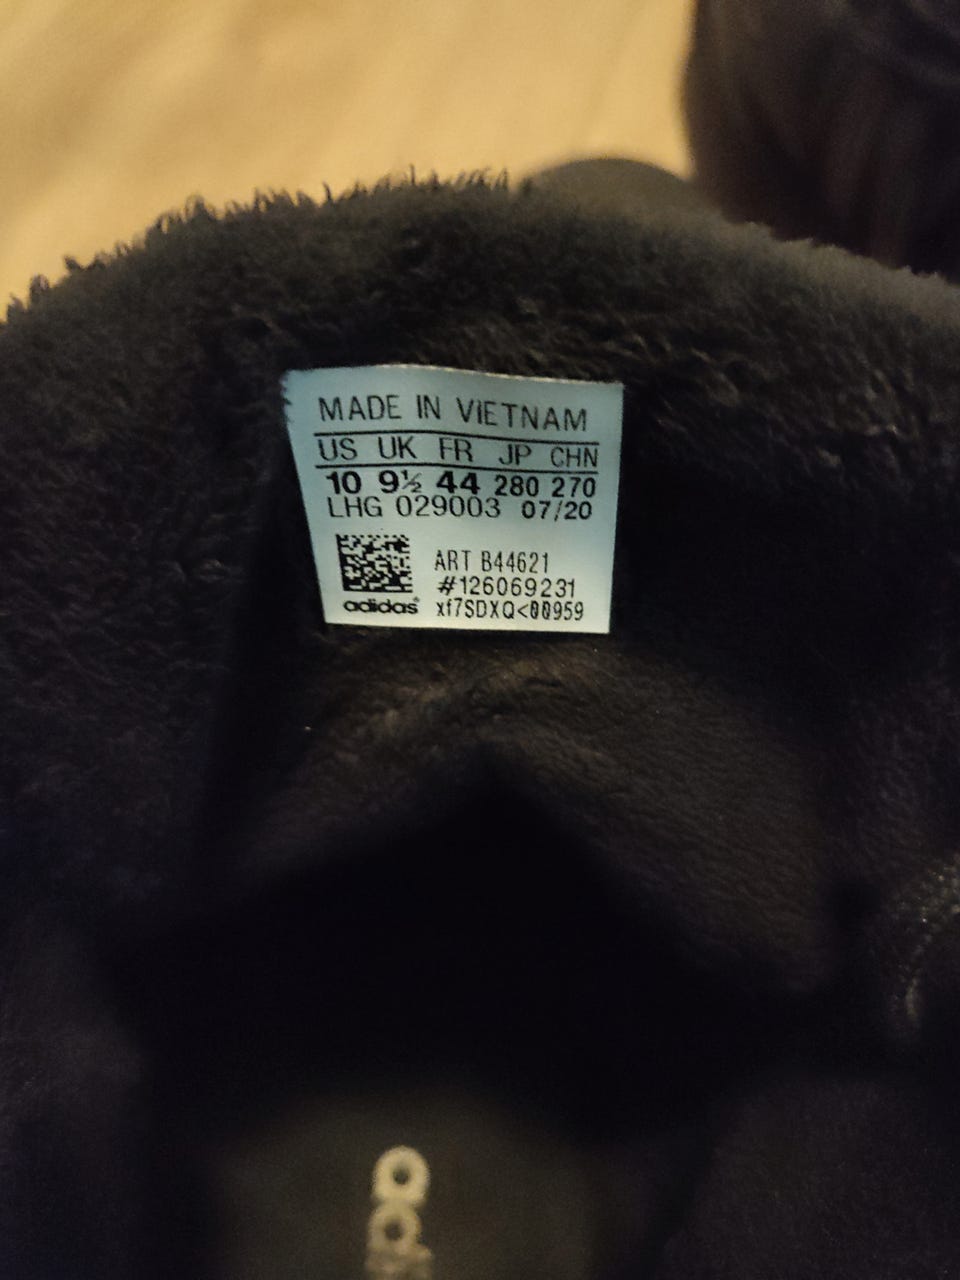 MADE IN VIETNAM
US UK FR JP CHN
10 9½ 44 280 270
LHG 029003 07/20
ART B44621
#126069231
adidas® xf7SDXQ<00959